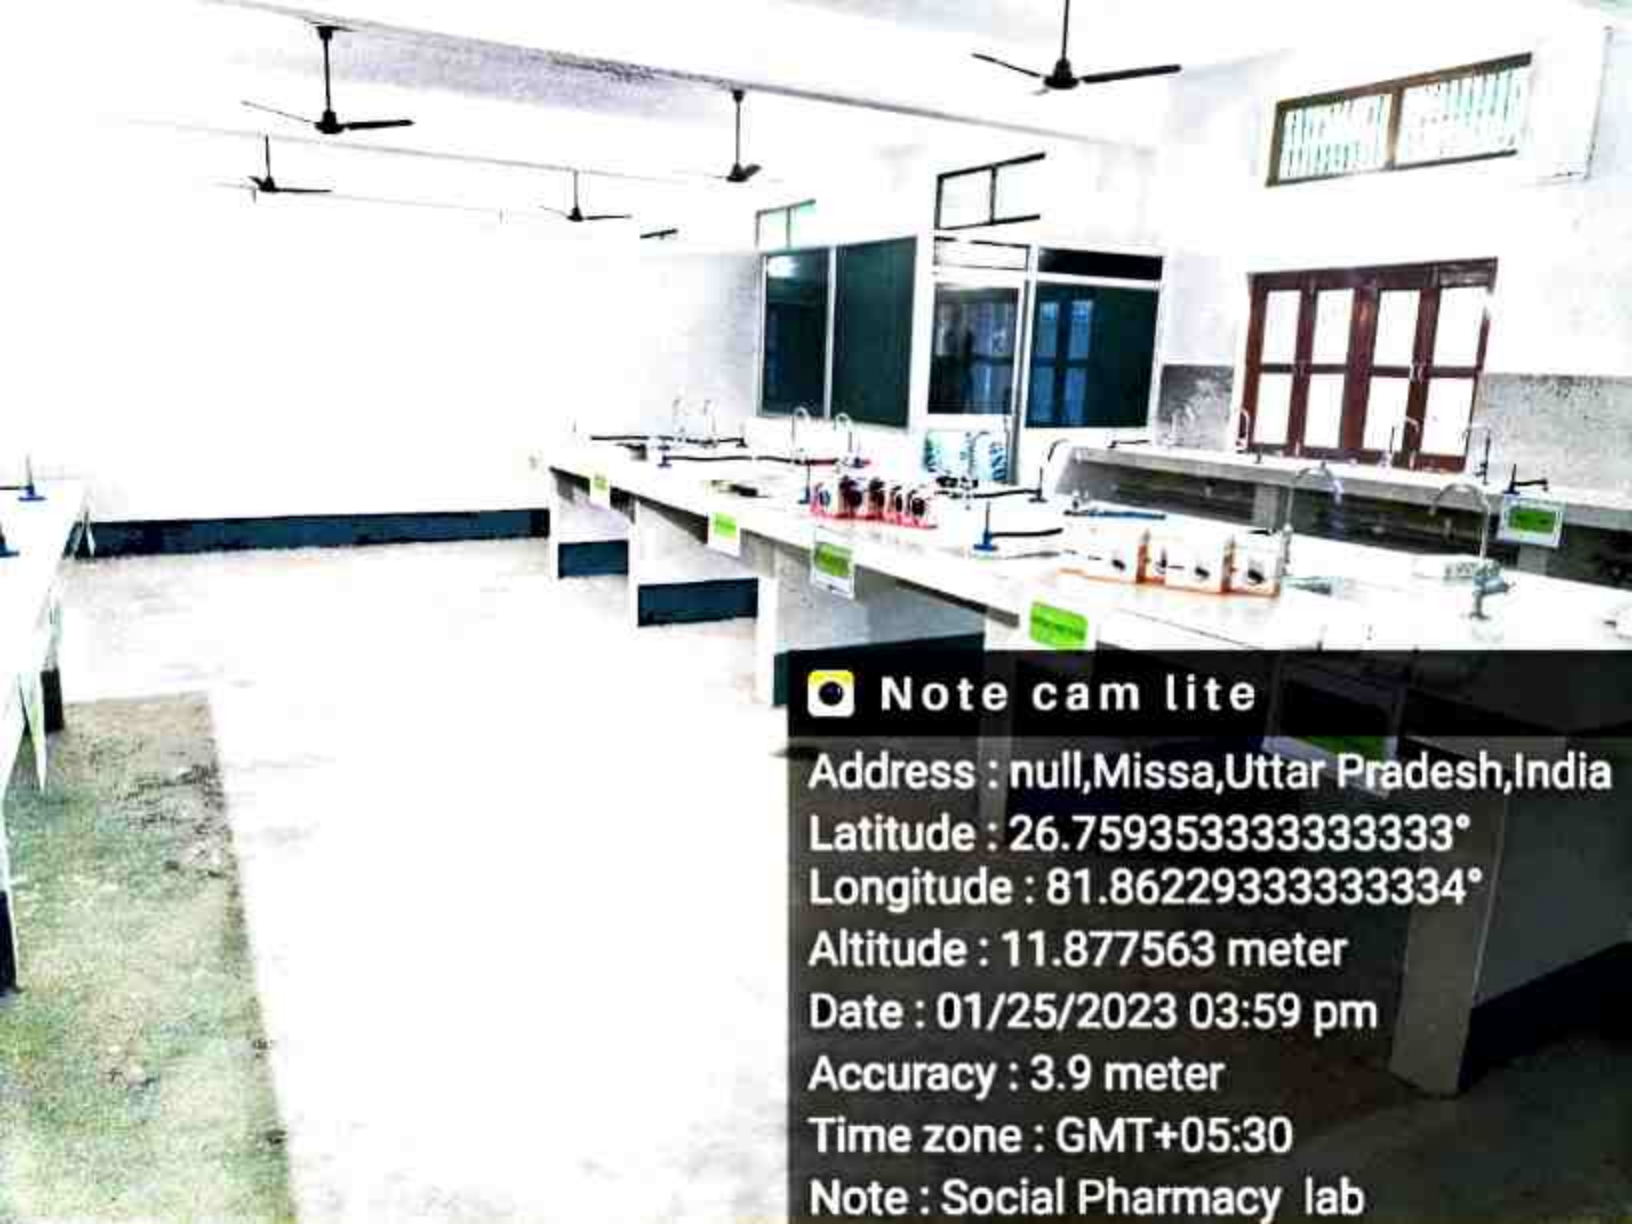 Note cam lite
Address : null,Missa,Uttar Pradesh,India
Latitude : 26.759353333333333°
Longitude : 81.86229333333334°
Altitude : 11.877563 meter
Date : 01/25/2023 03:59 pm
Accuracy : 3.9 meter
Time zone : GMT+05:30
Note : Social Pharmacy lab